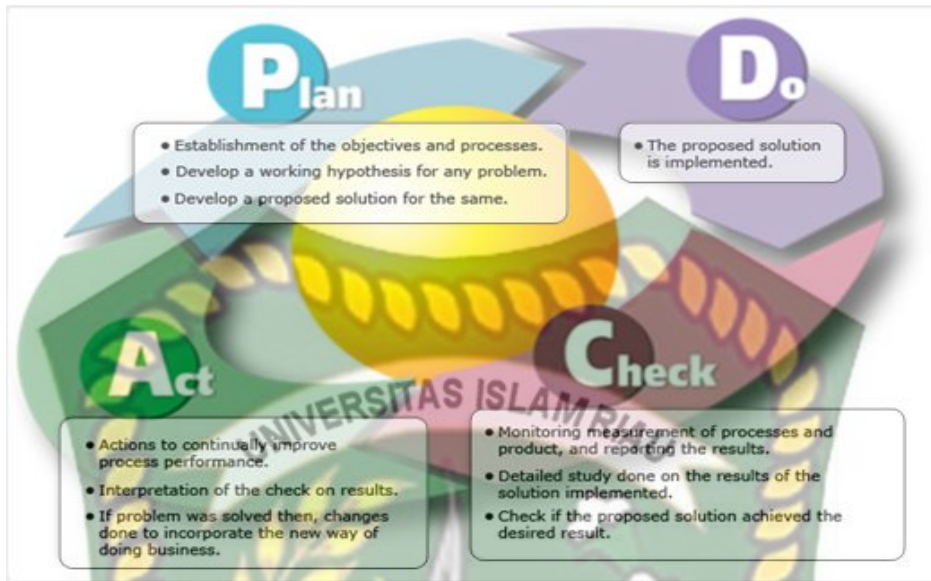 Plan
• Establishment of the objectives and processes.
• Develop a working hypothesis for any problem.
• Develop a proposed solution for the same.
Do
• The proposed solution
is implemented.
Act
• Actions to continually improve
process performance.
• Interpretation of the check on results.
• If problem was solved then, changes
done to incorporate the new way of
doing business.
Check
• Monitoring measurement of processes and
product, and reporting the results.
• Detailed study done on the results of the
solution implemented.
• Check if the proposed solution achieved the
desired result.
UNIVERSITAS ISLAM RIAU